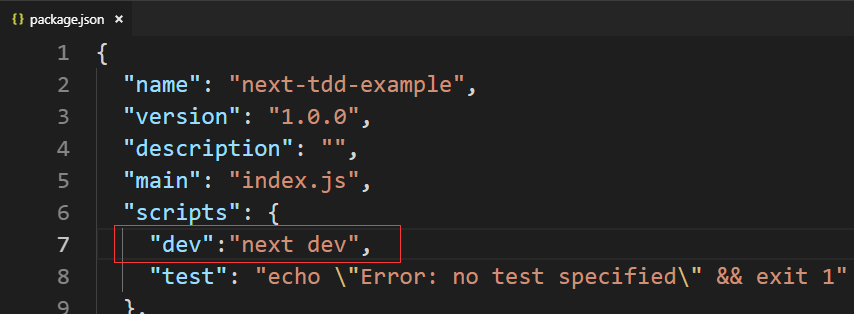 {} package.json ×
1 {
2 "name": "next-tdd-example",
3 "version": "1.0.0",
4 "description": "",
5 "main": "index.js",
6 "scripts": {
7 "dev":"next dev",
8 "test": "echo \"Error: no test specified\" && exit 1"
9 },